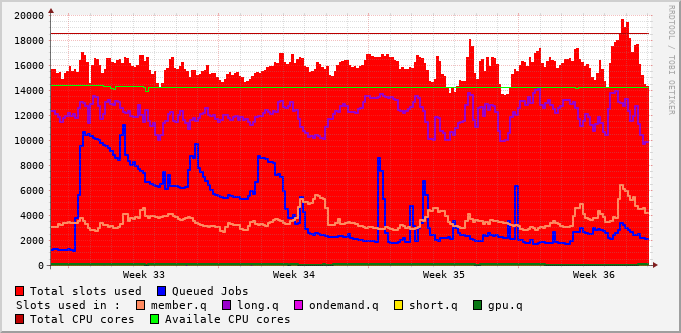 20000
18000
16000
14000
12000
10000
8000
6000
4000
2000
0
Week 33 Week 34 Week 35 Week 36
RRDTOOL / TOBI OETIKER
Total slots used Queued Jobs
Slots used in : member.q long.q ondemand.q short.q gpu.q
Total CPU cores Availale CPU cores